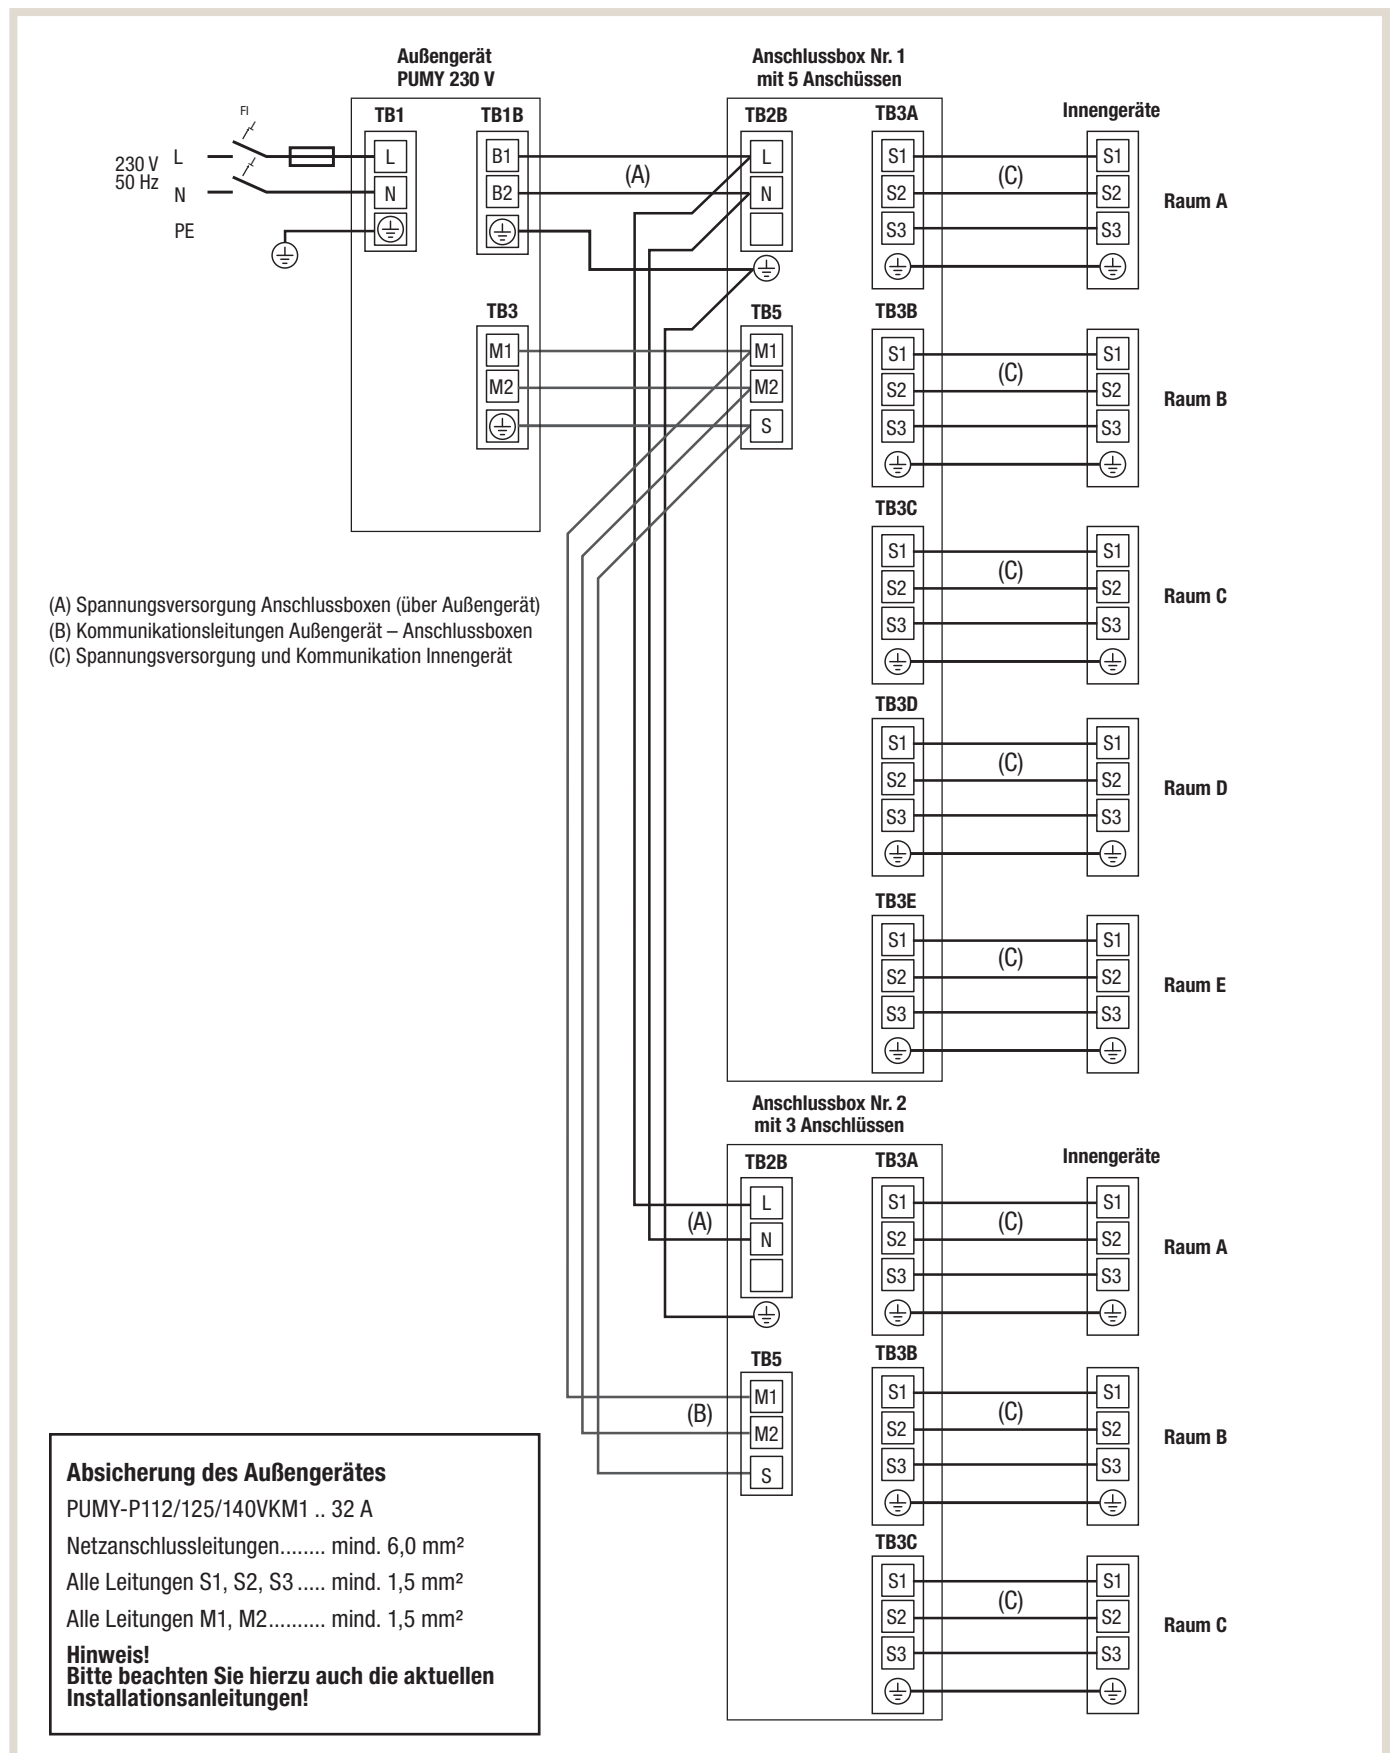 Außengerät
PUMY 230 V
Anschlussbox Nr. 1
mit 5 Anschüssen
FI
TB1
TB1B
TB2B
TB3A
Innengeräte
230 V
50 Hz
L
N
PE
L
N
B1
B2
(A)
L
N
S1
S2
S3
(C)
S1
S2
S3
Raum A
TB3
M1
M2
TB5
M1
M2
S
TB3B
S1
S2
S3
(C)
S1
S2
S3
Raum B
TB3C
S1
S2
S3
(C)
S1
S2
S3
Raum C
(A) Spannungsversorgung Anschlussboxen (über Außengerät)
(B) Kommunikationsleitungen Außengerät – Anschlussboxen
(C) Spannungsversorgung und Kommunikation Innengerät
TB3D
S1
S2
S3
(C)
S1
S2
S3
Raum D
TB3E
S1
S2
S3
(C)
S1
S2
S3
Raum E
Anschlussbox Nr. 2
mit 3 Anschlüssen
TB2B
TB3A
Innengeräte
(A)
L
N
S1
S2
S3
(C)
S1
S2
S3
Raum A
TB5
(B)
M1
M2
S
TB3B
S1
S2
S3
(C)
S1
S2
S3
Raum B
TB3C
S1
S2
S3
(C)
S1
S2
S3
Raum C
Absicherung des Außengerätes
PUMY-P112/125/140VKM1 .. 32 A
Netzanschlussleitungen........ mind. 6,0 mm²
Alle Leitungen S1, S2, S3 ..... mind. 1,5 mm²
Alle Leitungen M1, M2.......... mind. 1,5 mm²
Hinweis!
Bitte beachten Sie hierzu auch die aktuellen
Installationsanleitungen!